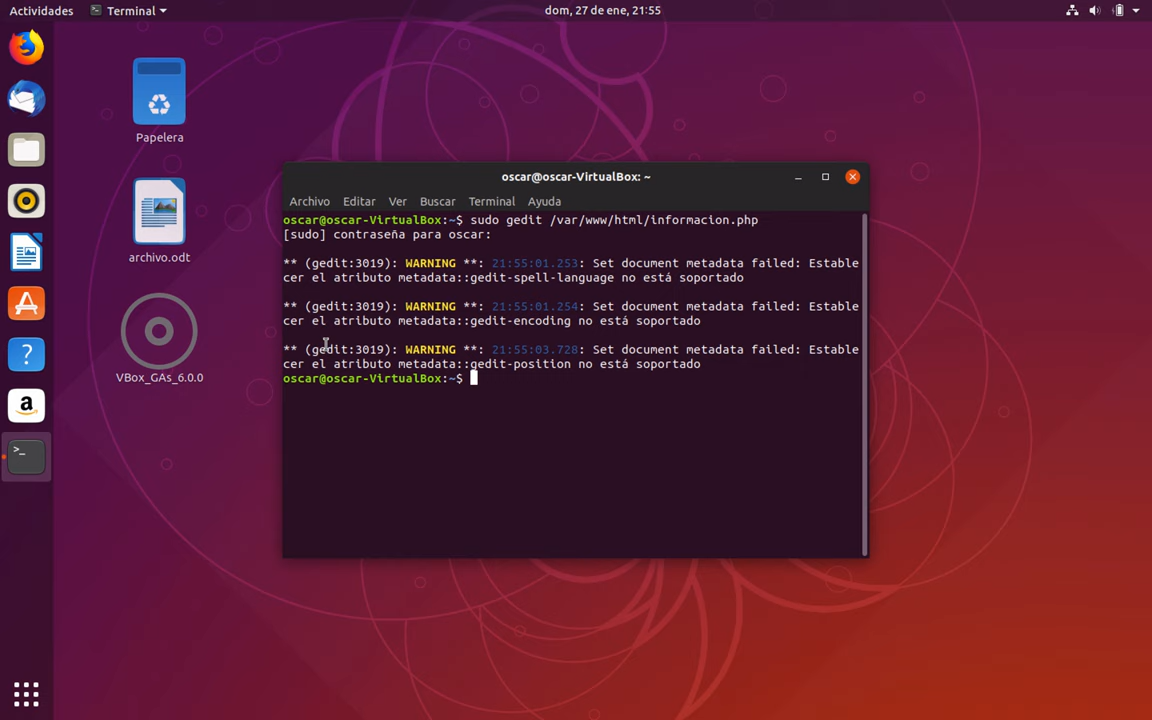 Actividades
Terminal
dom, 27 de ene, 21:55
Papelera
archivo.odt
VBox_GAs_6.0.0
oscar@oscar-VirtualBox: ~
Archivo Editar Ver Buscar Terminal Ayuda
oscar@oscar-VirtualBox:~$ sudo gedit /var/www/html/informacion.php
[sudo] contraseña para oscar:
** (gedit:3019): WARNING **: 21:55:01.253: Set document metadata failed: Estable
cer el atributo metadata::gedit-spell-language no está soportado
** (gedit:3019): WARNING **: 21:55:01.254: Set document metadata failed: Estable
cer el atributo metadata::gedit-encoding no está soportado
** (gedit:3019): WARNING **: 21:55:03.728: Set document metadata failed: Estable
cer el atributo metadata::gedit-position no está soportado
oscar@oscar-VirtualBox:~$